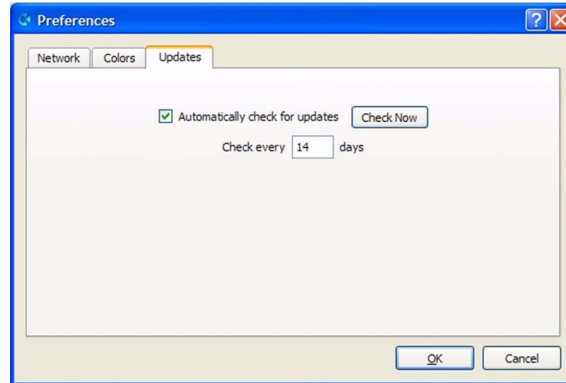 Preferences
Network Colors Updates
Automatically check for updates Check Now
Check every 14 days
OK Cancel